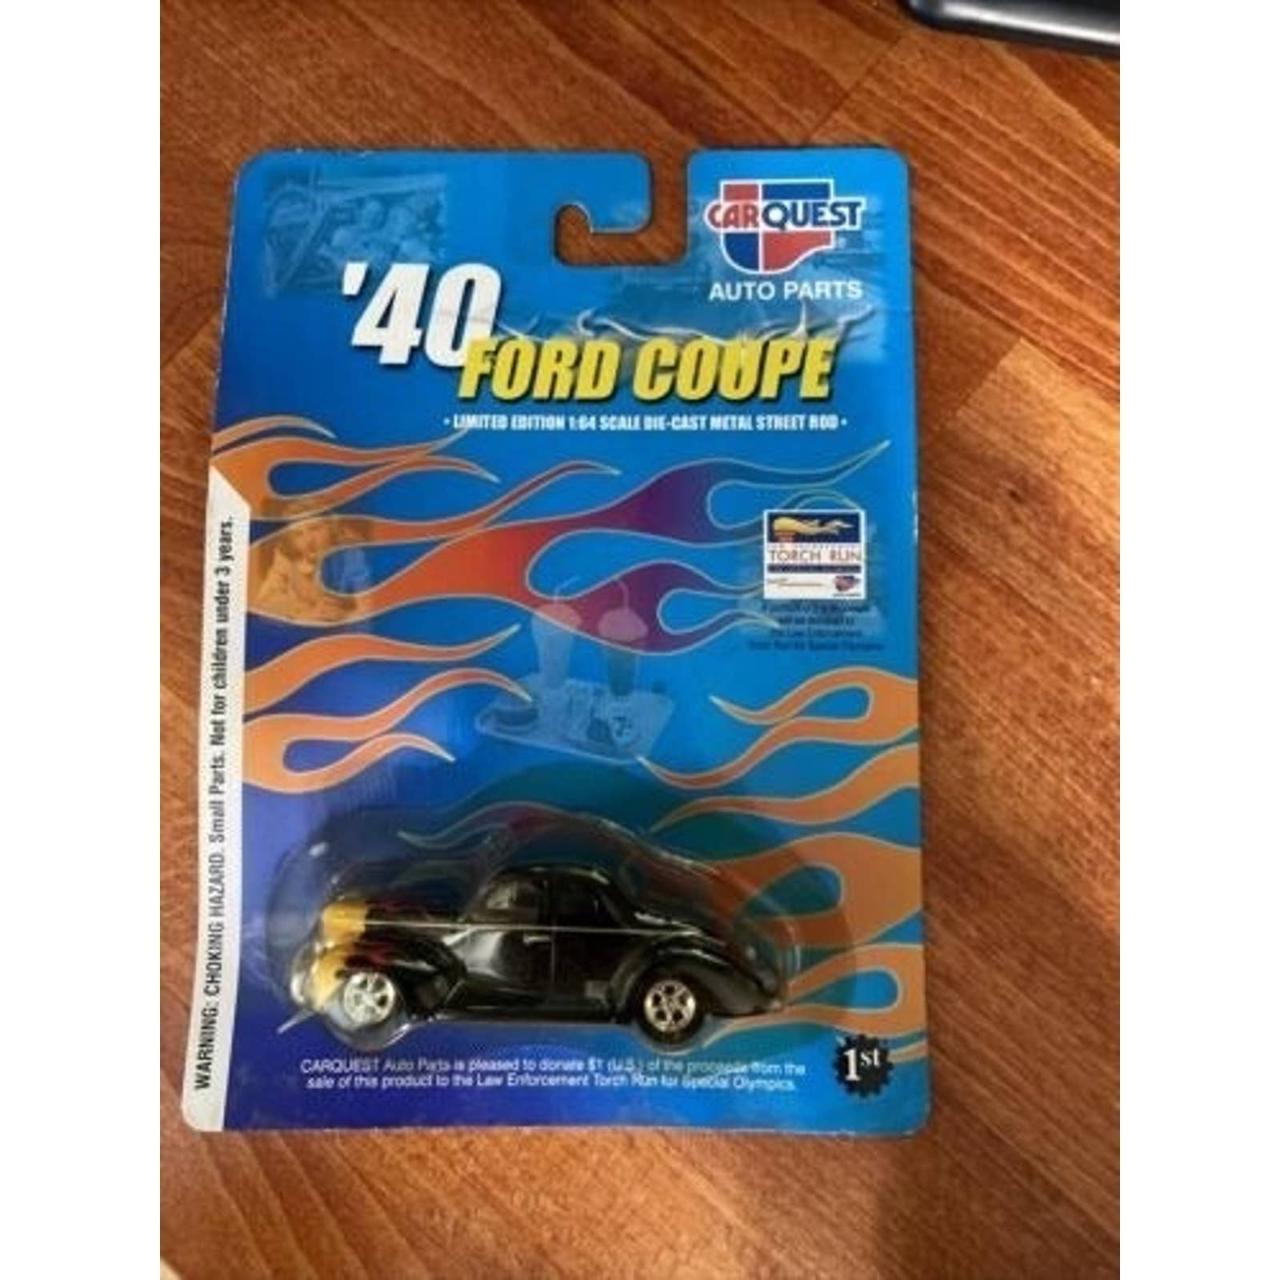 CARQUEST
AUTO PARTS
'40
FORD COUPE
• LIMITED EDITION 1:64 SCALE DIE-CAST METAL STREET ROD •
TORCH RUN
WARNING: CHOKING HAZARD. Small Parts. Not for children under 3 years.
CARQUEST Auto Parts is pleased to donate $1 (U.S.) of the proceeds from the
sale of this product to the Law Enforcement Torch Run for Special Olympics.
1st